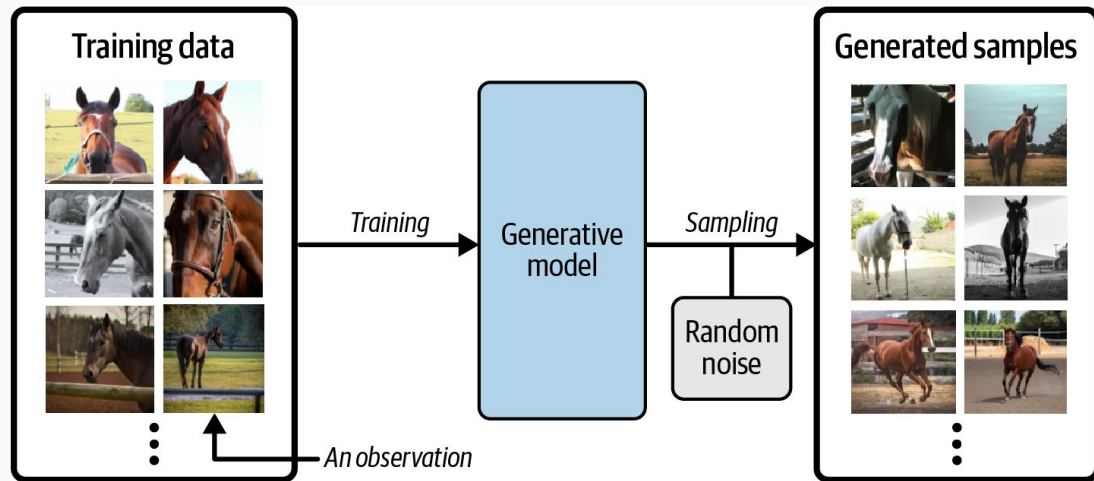 Training data
Generated samples
Training
Generative
model
Sampling
Random
noise
An observation